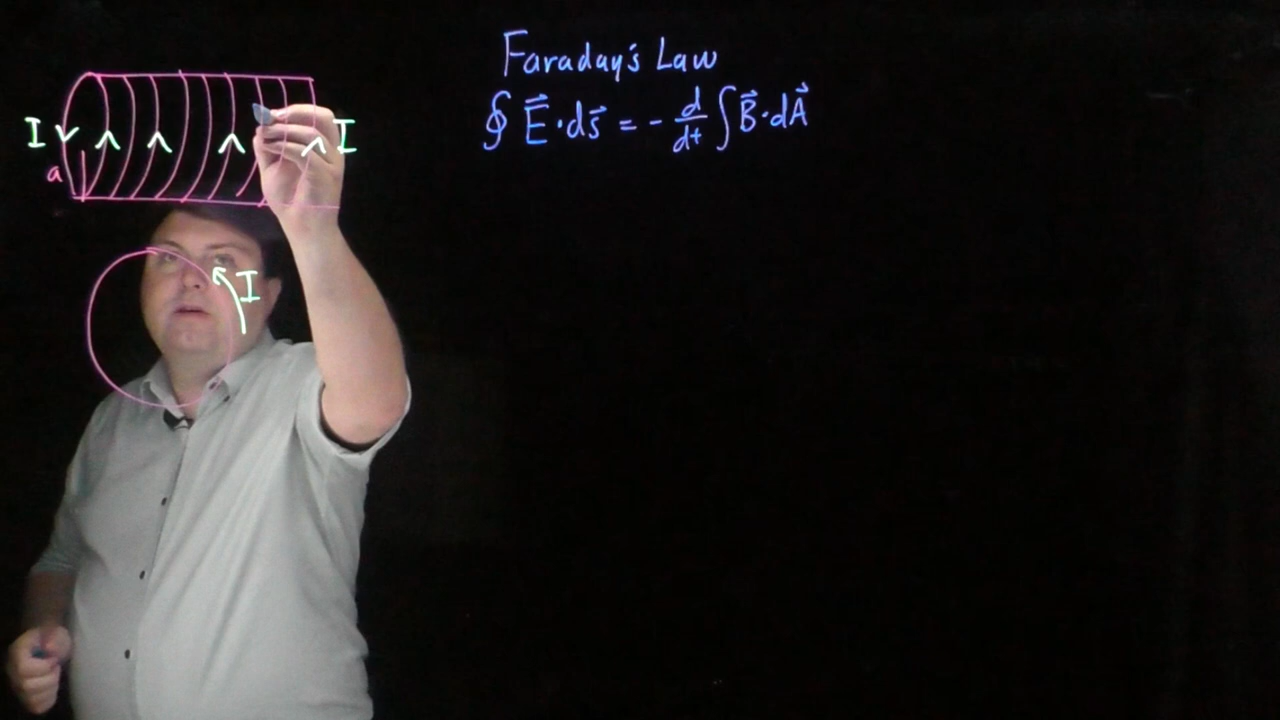 Faraday's Law
∮ E⃗ · ds⃗ = - d/dt ∫ B⃗ · dA⃗
I I
a
I